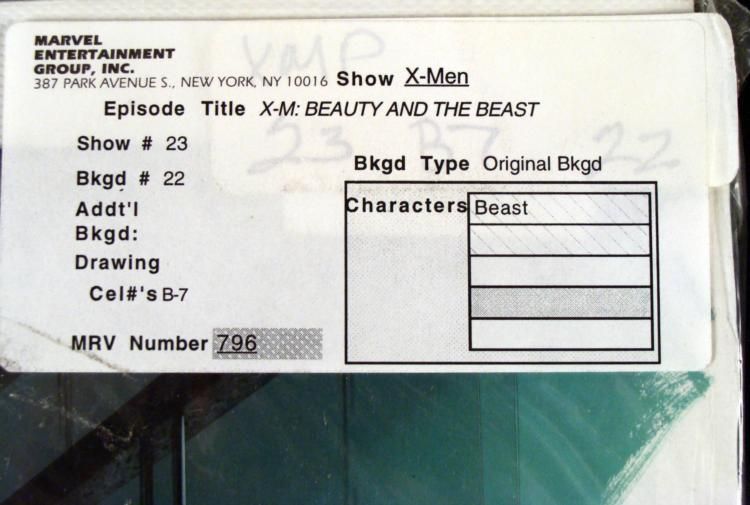 MARVEL
ENTERTAINMENT
GROUP, INC.
387 PARK AVENUE S., NEW YORK, NY 10016 Show X-Men
Episode Title X-M: BEAUTY AND THE BEAST
Show # 23
Bkgd # 22
Bkgd Type Original Bkgd
Addt'l
Bkgd:
Drawing
Cel#'s B-7
MRV Number 796
Characters Beast
XMP
23 B7 22